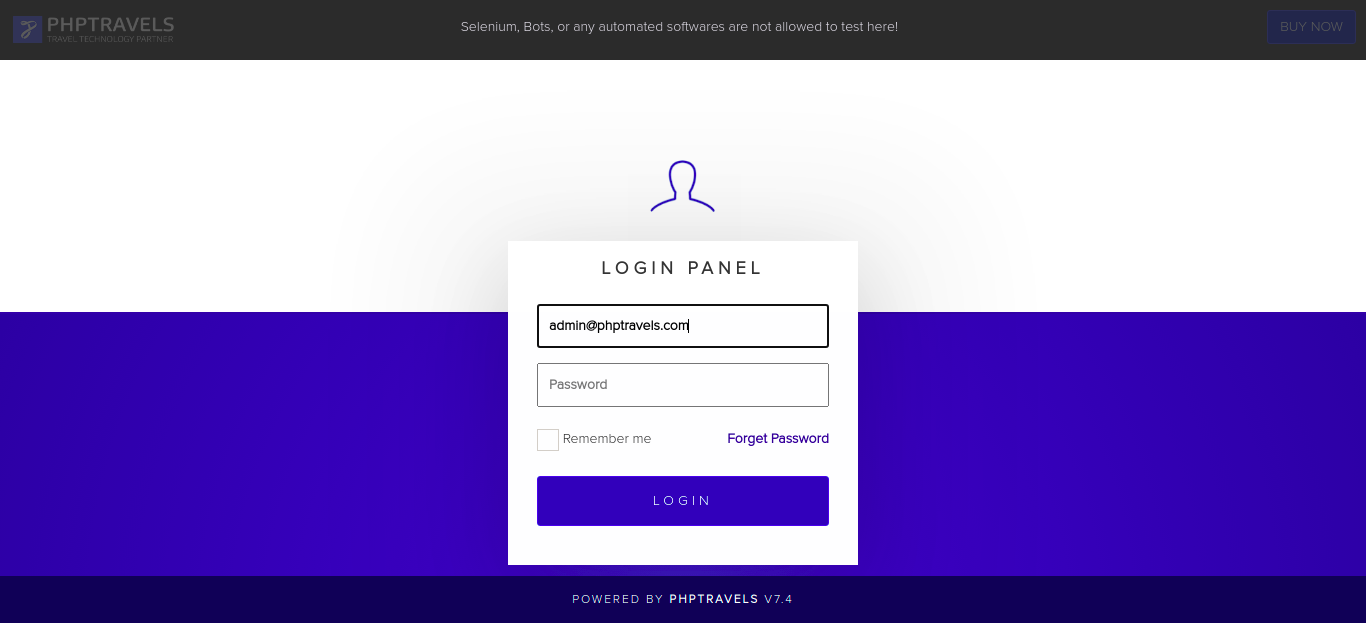 PHPTRAVELS
TRAVEL TECHNOLOGY PARTNER
Selenium, Bots, or any automated softwares are not allowed to test here!
BUY NOW
LOGIN PANEL
admin@phptravels.com
Password
Remember me
Forget Password
LOGIN
POWERED BY PHPTRAVELS V7.4